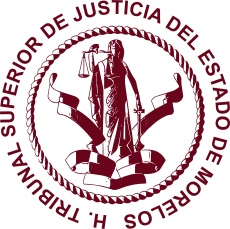 H. TRIBUNAL SUPERIOR DE JUSTICIA DEL ESTADO DE MORELOS